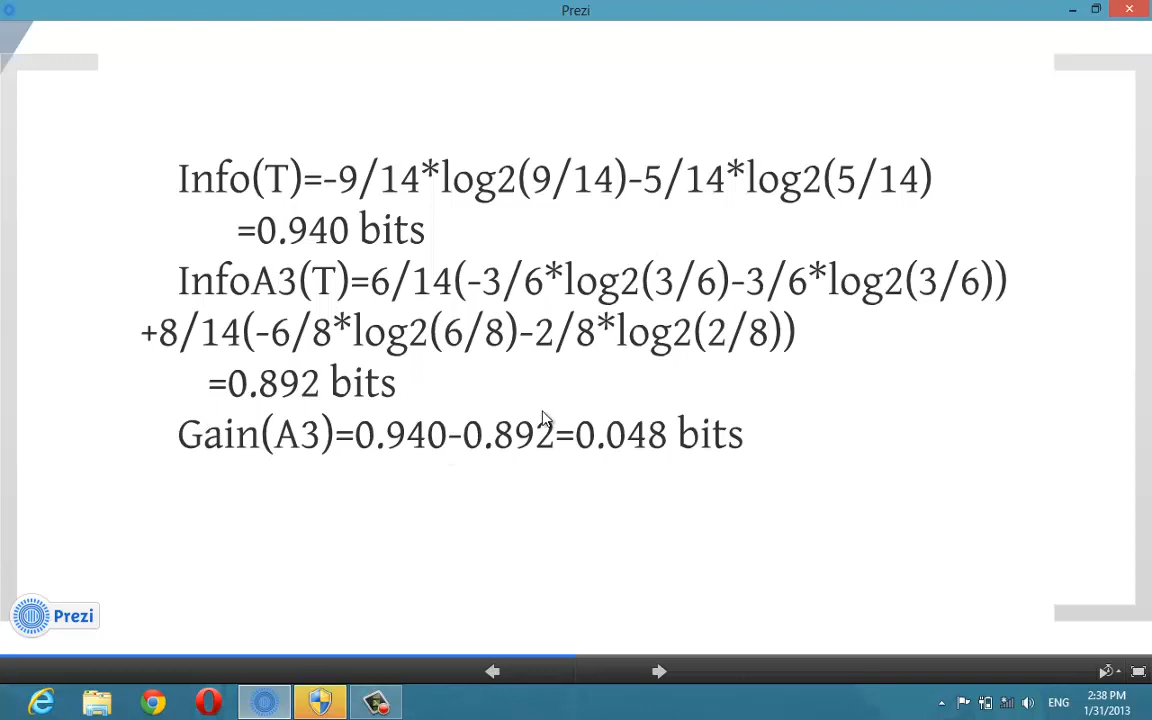 Prezi
Info(T)=-9/14*log2(9/14)-5/14*log2(5/14)
=0.940 bits
InfoA3(T)=6/14(-3/6*log2(3/6)-3/6*log2(3/6))
+8/14(-6/8*log2(6/8)-2/8*log2(2/8))
=0.892 bits
Gain(A3)=0.940-0.892=0.048 bits
Prezi
ENG
2:38 PM
1/31/2013